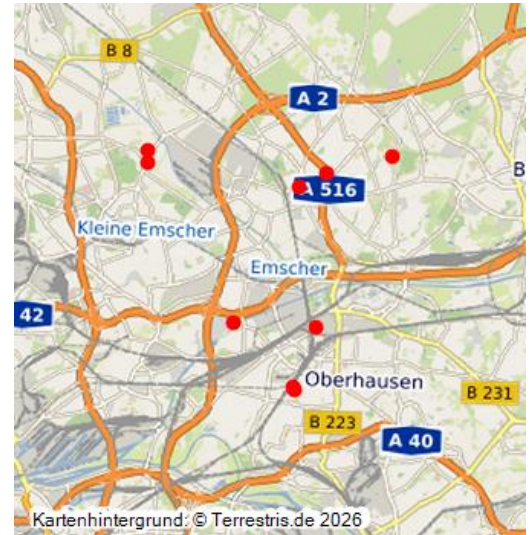 B 8
A 2
B
A 516
Kleine Emscher
Emscher
42
Oberhausen
B 231
B 223
A 40
Kartenhintergrund: © Terrestris.de 2026